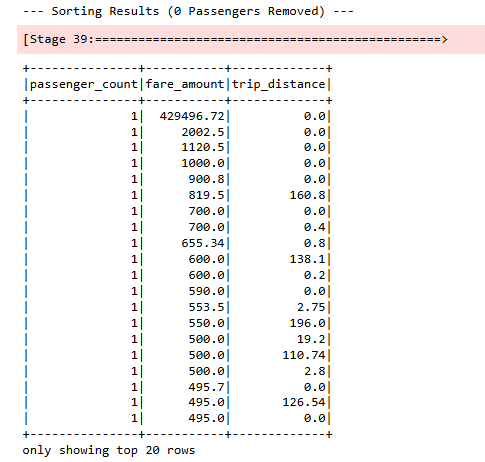 --- Sorting Results (0 Passengers Removed) ---
[Stage 39:================================================>
+---------------+-----------+-------------+
|passenger_count|fare_amount|trip_distance|
+---------------+-----------+-------------+
|              1|  429496.72|          0.0|
|              1|     2002.5|          0.0|
|              1|     1120.5|          0.0|
|              1|     1000.0|          0.0|
|              1|      900.8|          0.0|
|              1|      819.5|        160.8|
|              1|      700.0|          0.0|
|              1|      700.0|          0.4|
|              1|     655.34|          0.8|
|              1|      600.0|        138.1|
|              1|      600.0|          0.2|
|              1|      590.0|          0.0|
|              1|      553.5|         2.75|
|              1|      550.0|        196.0|
|              1|      500.0|         19.2|
|              1|      500.0|       110.74|
|              1|      500.0|          2.8|
|              1|      495.7|          0.0|
|              1|      495.0|       126.54|
|              1|      495.0|          0.0|
+---------------+-----------+-------------+
only showing top 20 rows